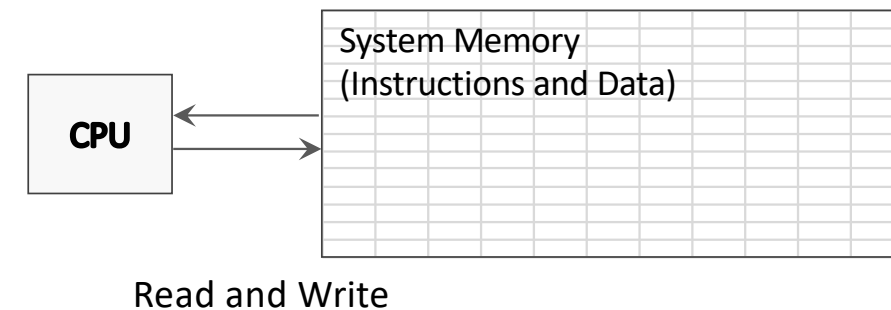 System Memory
(Instructions and Data)
CPU
Read and Write